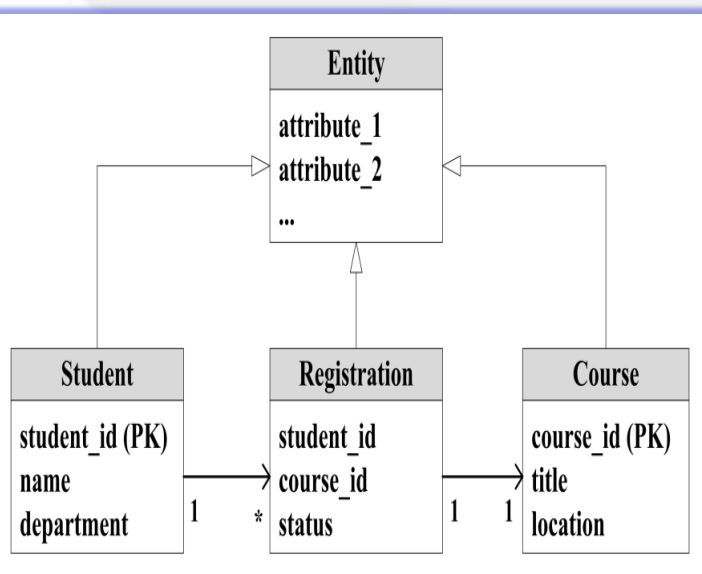 Entity
attribute_1
attribute_2
...
Student
student_id (PK)
name
department
1
*
Registration
student_id
course_id
status
1
1
Course
course_id (PK)
title
location